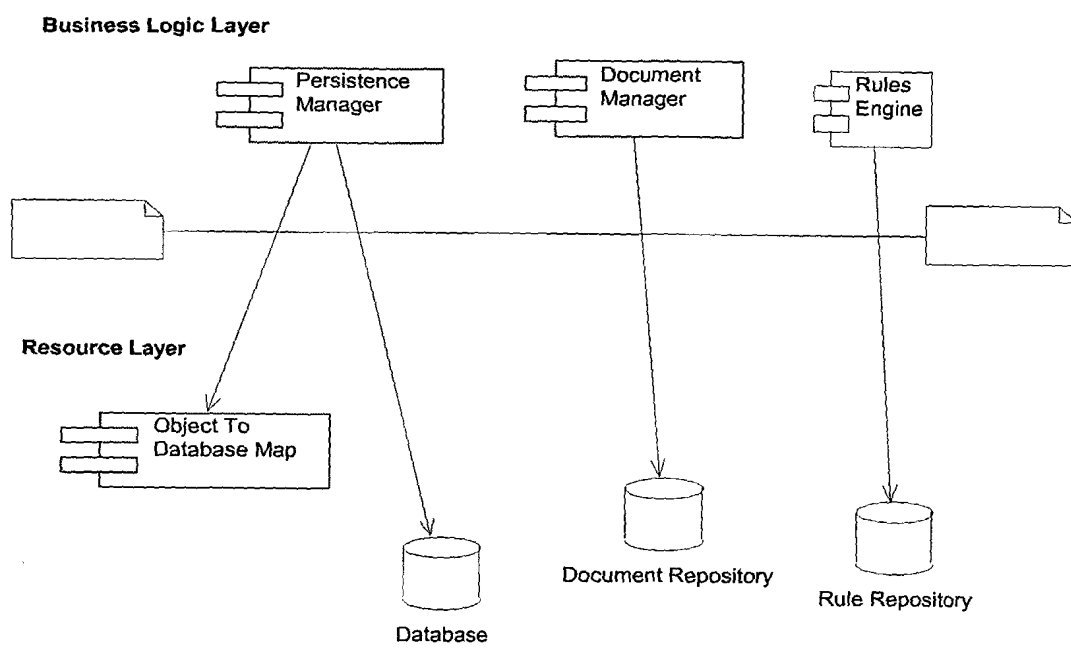 Business Logic Layer
Persistence
Manager
Document
Manager
Rules
Engine
Resource Layer
Object To
Database Map
Document Repository
Rule Repository
Database